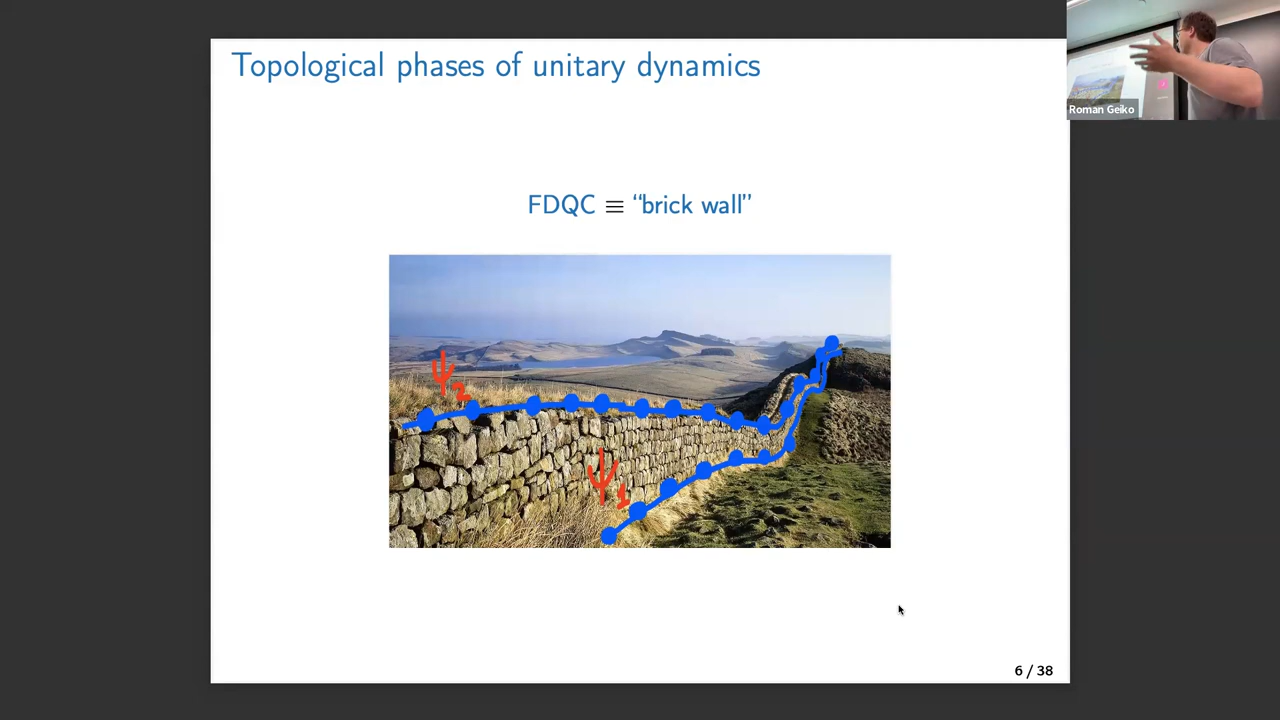 Topological phases of unitary dynamics
FDQC ≡ “brick wall”
ψ2
ψ1
6 / 38
Roman Geiko